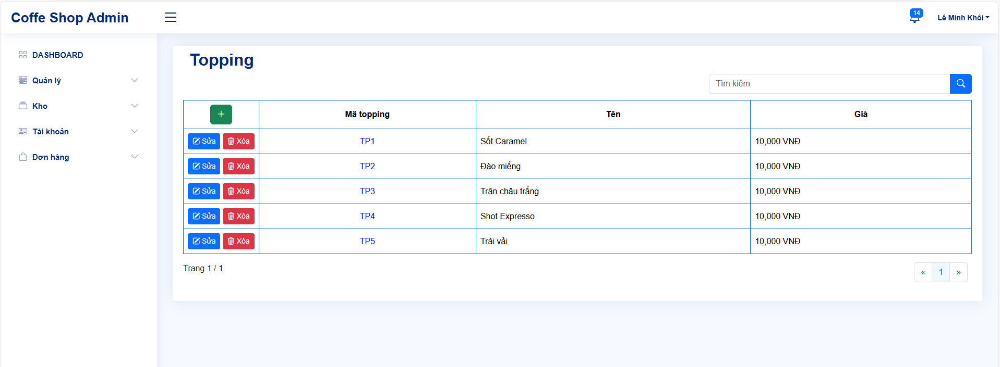 Coffe Shop Admin
14
Lê Minh Khôi
DASHBOARD
Quản lý
Kho
Tài khoản
Đơn hàng
Topping
Tìm kiếm
+ Mã topping Tên Giá
Sửa Xóa TP1 Sốt Caramel 10,000 VNĐ
Sửa Xóa TP2 Đào miếng 10,000 VNĐ
Sửa Xóa TP3 Trân châu trắng 10,000 VNĐ
Sửa Xóa TP4 Shot Expresso 10,000 VNĐ
Sửa Xóa TP5 Trái vải 10,000 VNĐ
Trang 1 / 1
« 1 »